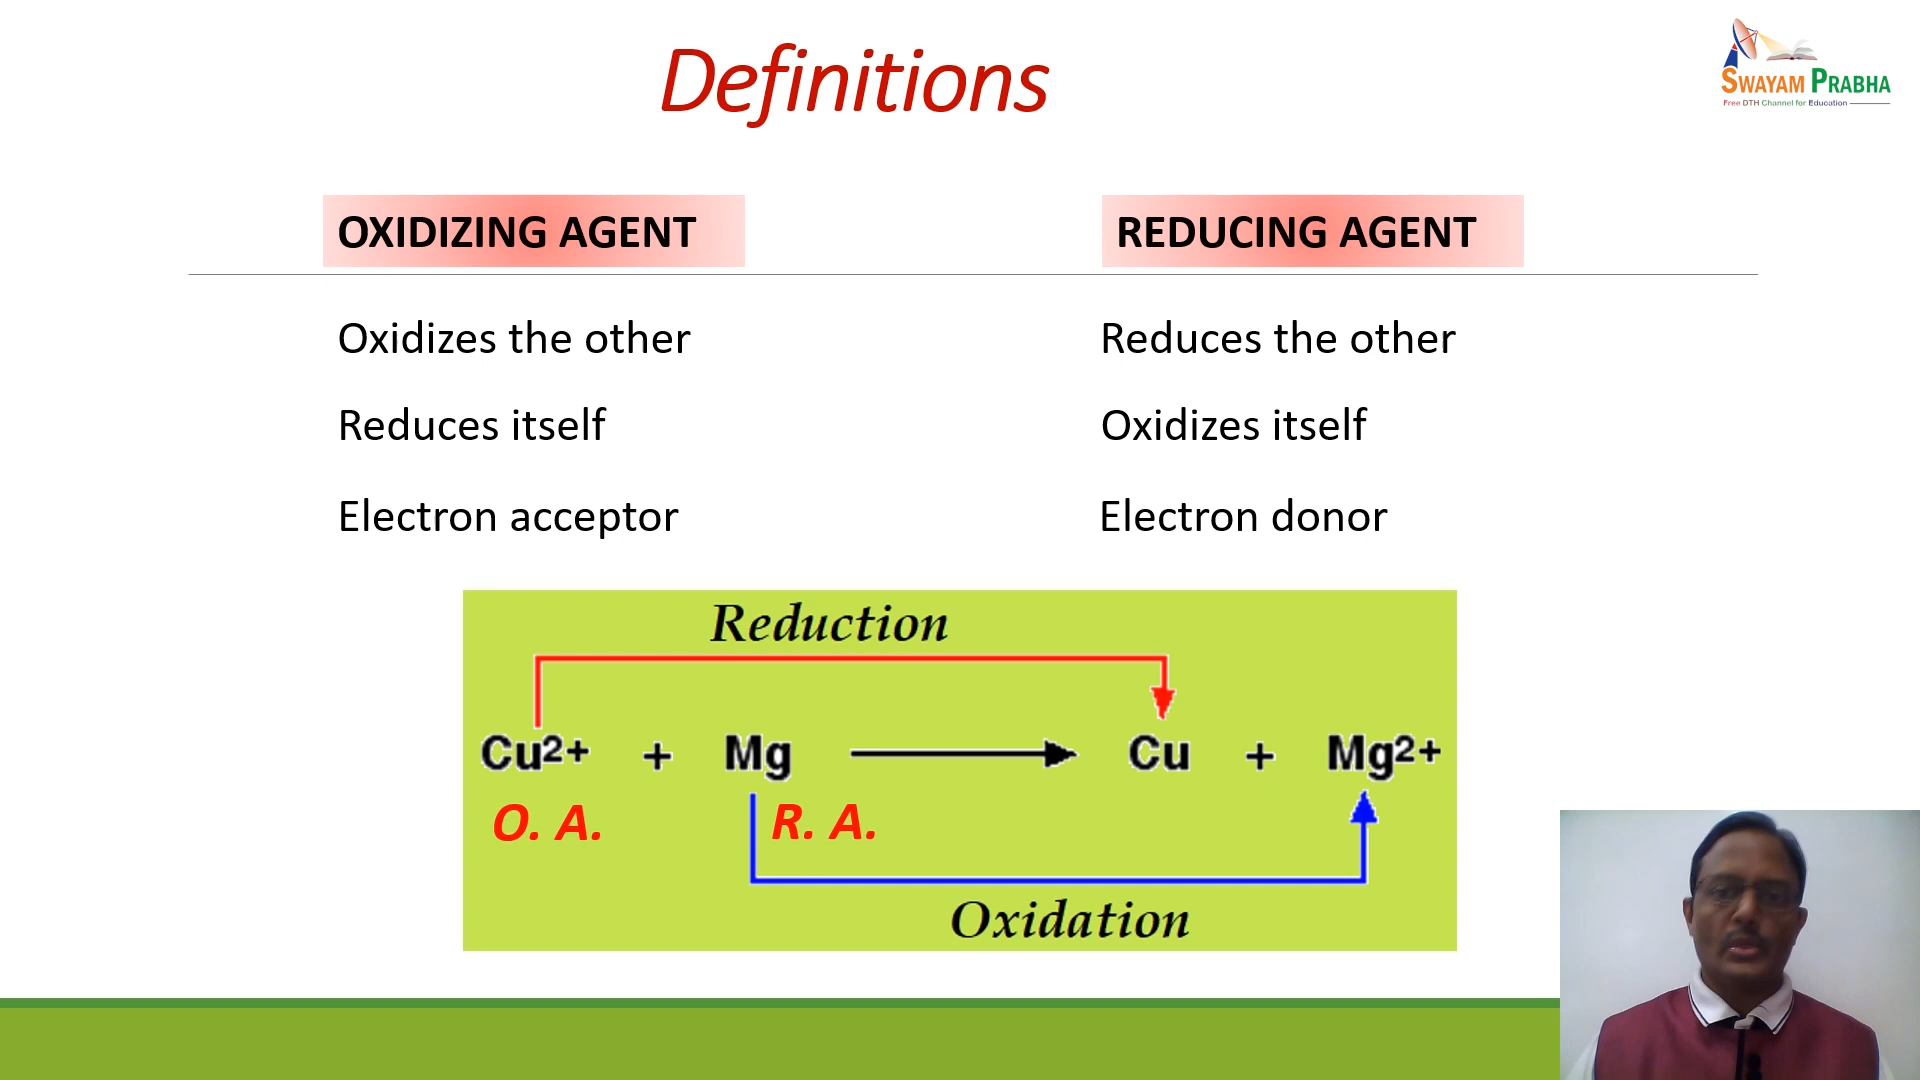 Definitions
SWAYAM PRABHA
Free DTH Channel for Education
OXIDIZING AGENT
REDUCING AGENT
Oxidizes the other
Reduces the other
Reduces itself
Oxidizes itself
Electron acceptor
Electron donor
Reduction
Cu2+ + Mg Cu + Mg2+
O. A. R. A.
Oxidation